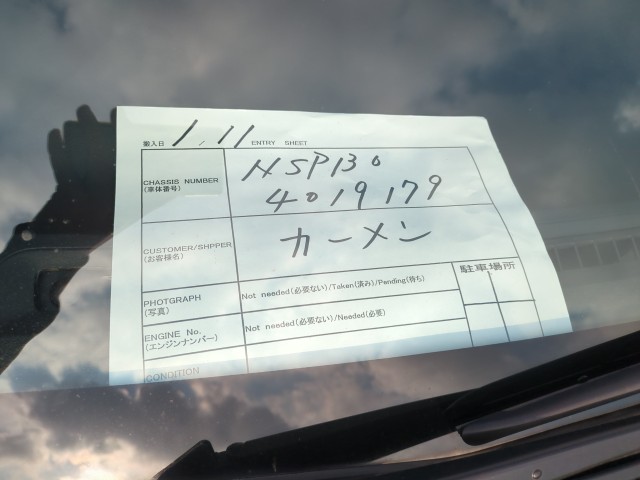 搬入日 1.11 ENTRY SHEET
CHASSIS NUMBER
(車体番号)
NSP130
4019179
CUSTOMER/SHPPER
(お客様名)
カーメン
PHOTGRAPH
(写真)
Not needed(必要ない)/Taken(済み)/Pending(待ち)
駐車場所
ENGINE No.
(エンジンナンバー)
Not needed(必要ない)/Needed(必要)
CONDITION